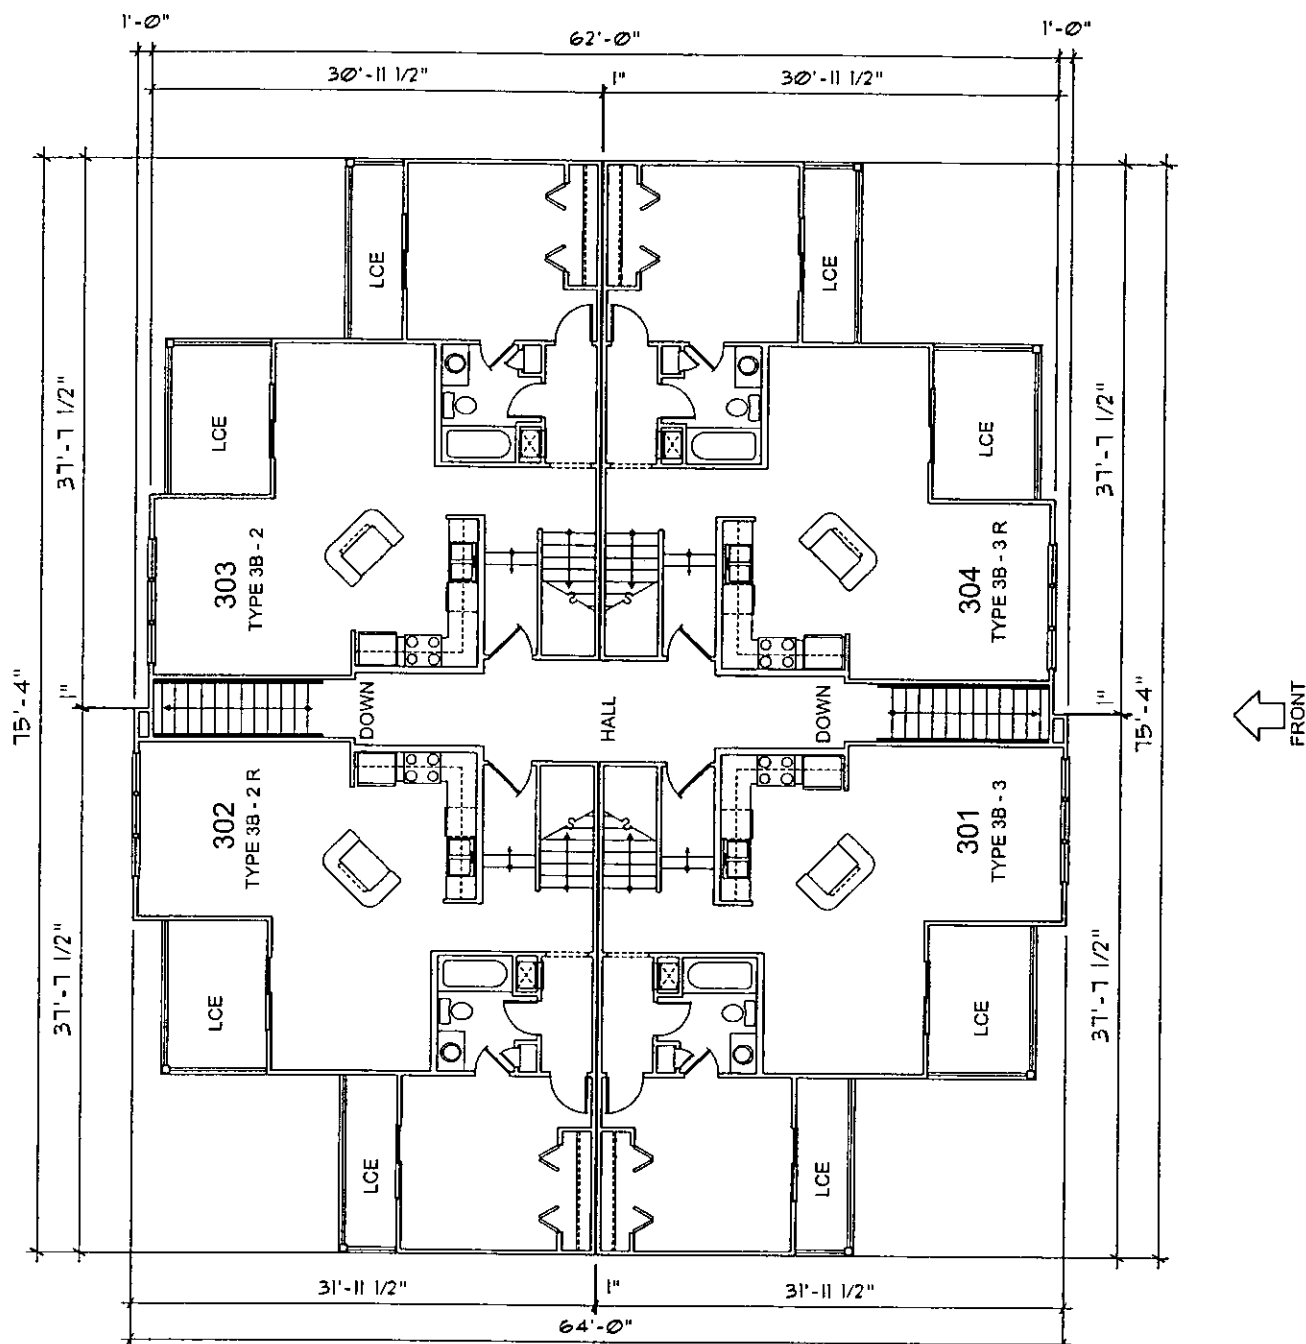 1'-0"
62'-0"
1'-0"
30'-11 1/2"
1"
30'-11 1/2"
LCE
LCE
LCE
LCE
37'-7 1/2"
37'-7 1/2"
303
TYPE 3B - 2
304
TYPE 3B - 3 R
75'-4"
1"
DOWN
HALL
DOWN
1"
75'-4"
FRONT
302
TYPE 3B - 2 R
301
TYPE 3B - 3
37'-7 1/2"
37'-7 1/2"
LCE
LCE
LCE
LCE
31'-11 1/2"
1"
31'-11 1/2"
64'-0"